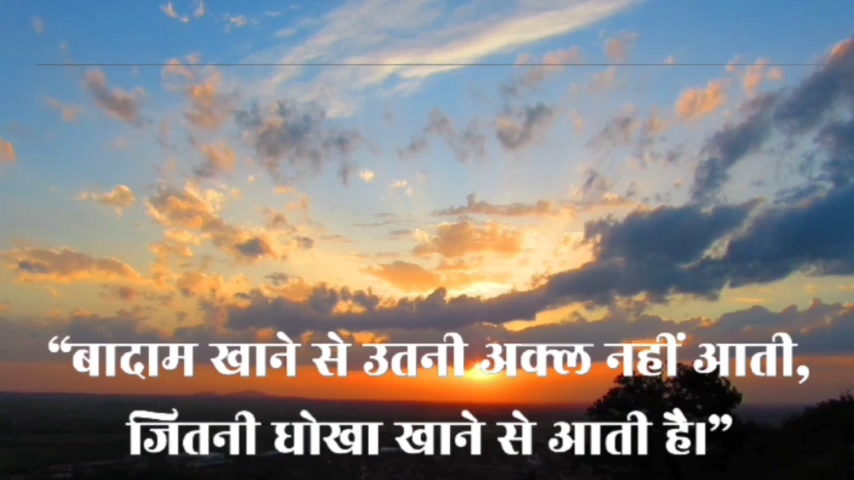 “बादाम खाने से उतनी अक्ल नहीं आती,
जितनी धोखा खाने से आती है।”